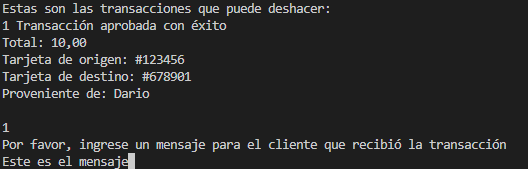 Estas son las transacciones que puede deshacer:
1 Transacción aprobada con éxito
Total: 10,00
Tarjeta de origen: #123456
Tarjeta de destino: #678901
Proveniente de: Dario
1
Por favor, ingrese un mensaje para el cliente que recibió la transacción
Este es el mensaje